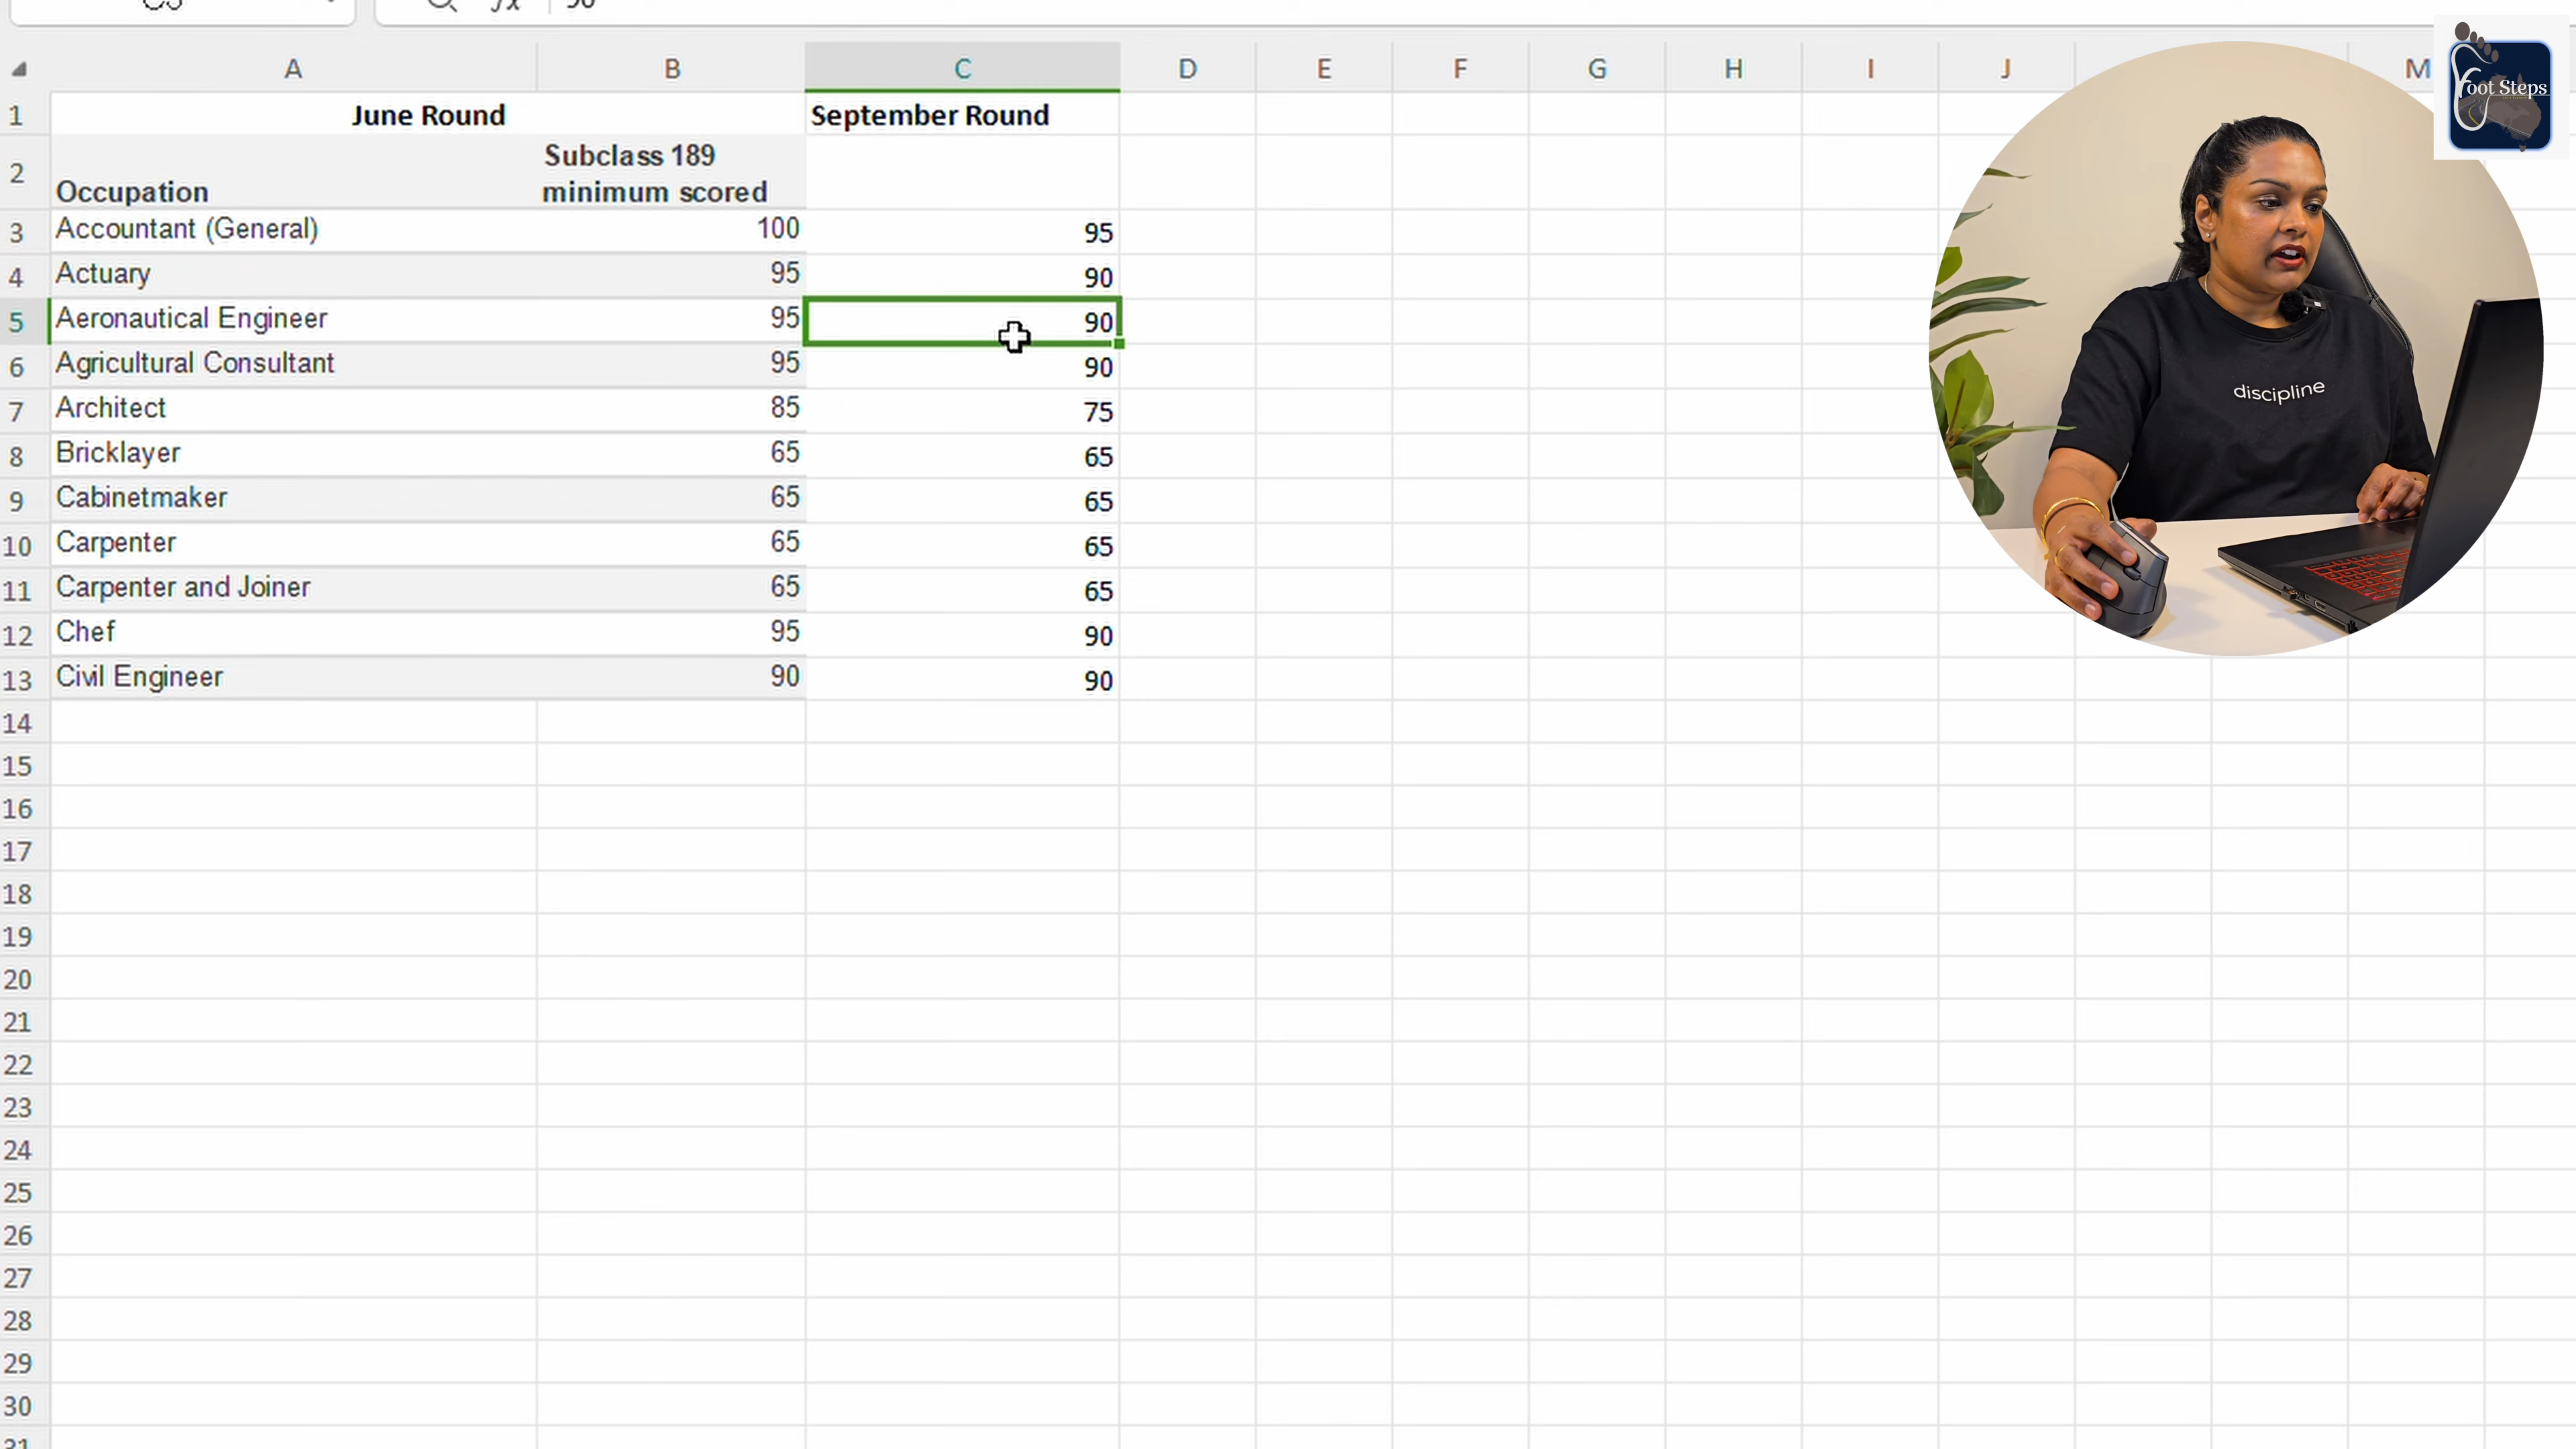 fx 90
A B C D E F G H I J M
Foot Steps
1 June Round September Round
2 Occupation Subclass 189 minimum scored
3 Accountant (General) 100 95
4 Actuary 95 90
5 Aeronautical Engineer 95 90
6 Agricultural Consultant 95 90
7 Architect 85 75
8 Bricklayer 65 65
9 Cabinetmaker 65 65
10 Carpenter 65 65
11 Carpenter and Joiner 65 65
12 Chef 95 90
13 Civil Engineer 90 90
14
15
16
17
18
19
20
21
22
23
24
25
26
27
28
29
30
31
discipline